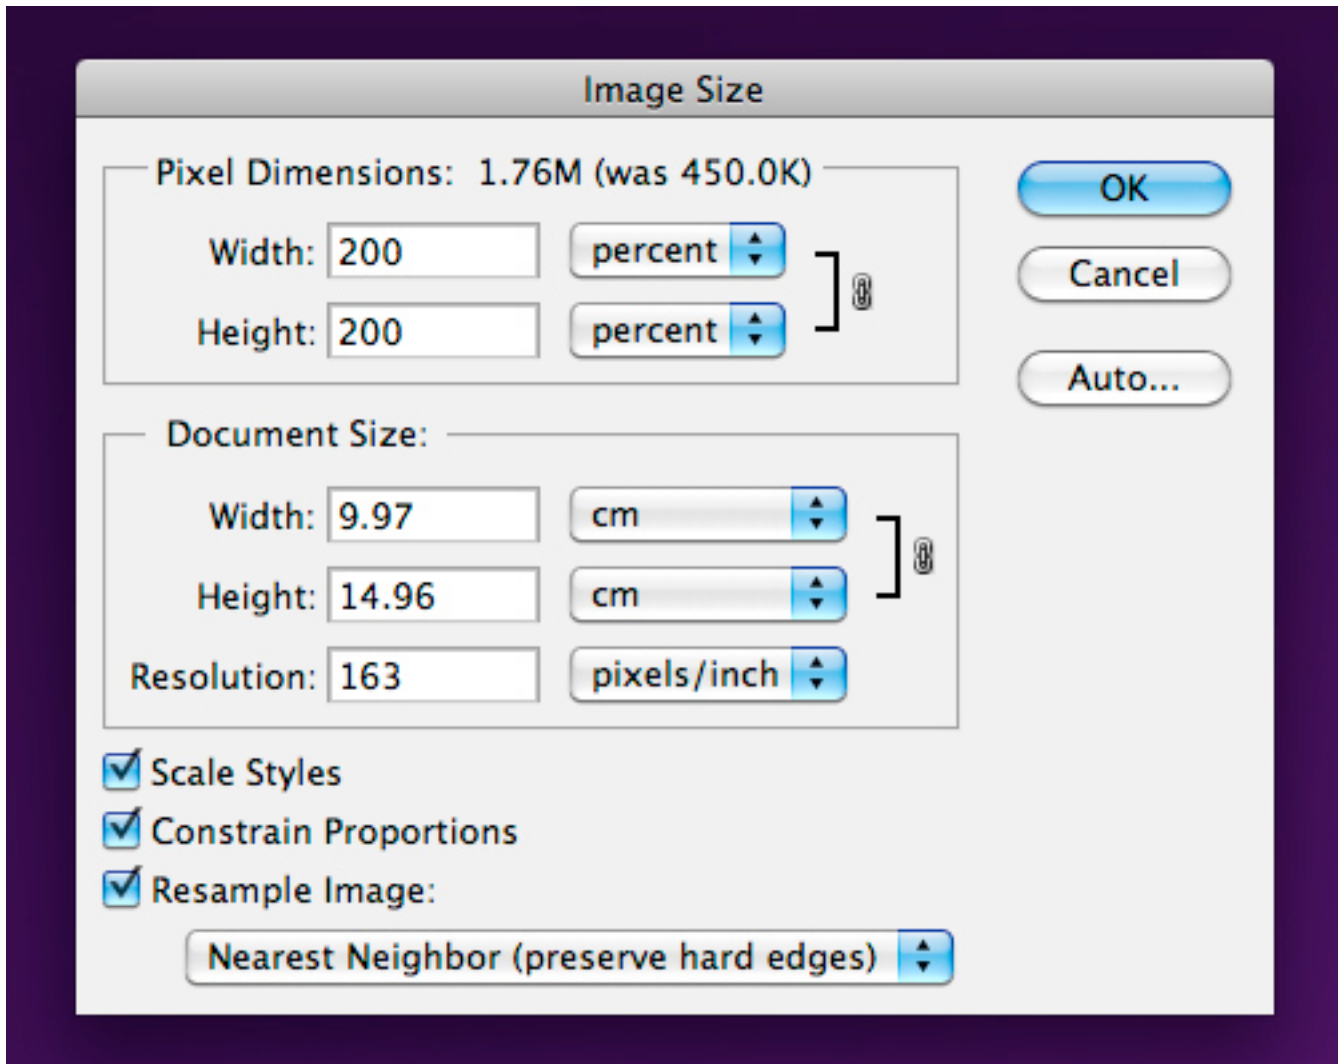 Image Size
Pixel Dimensions: 1.76M (was 450.0K)
Width: 200 percent
Height: 200 percent
OK
Cancel
Auto...
Document Size:
Width: 9.97 cm
Height: 14.96 cm
Resolution: 163 pixels/inch
Scale Styles
Constrain Proportions
Resample Image:
Nearest Neighbor (preserve hard edges)